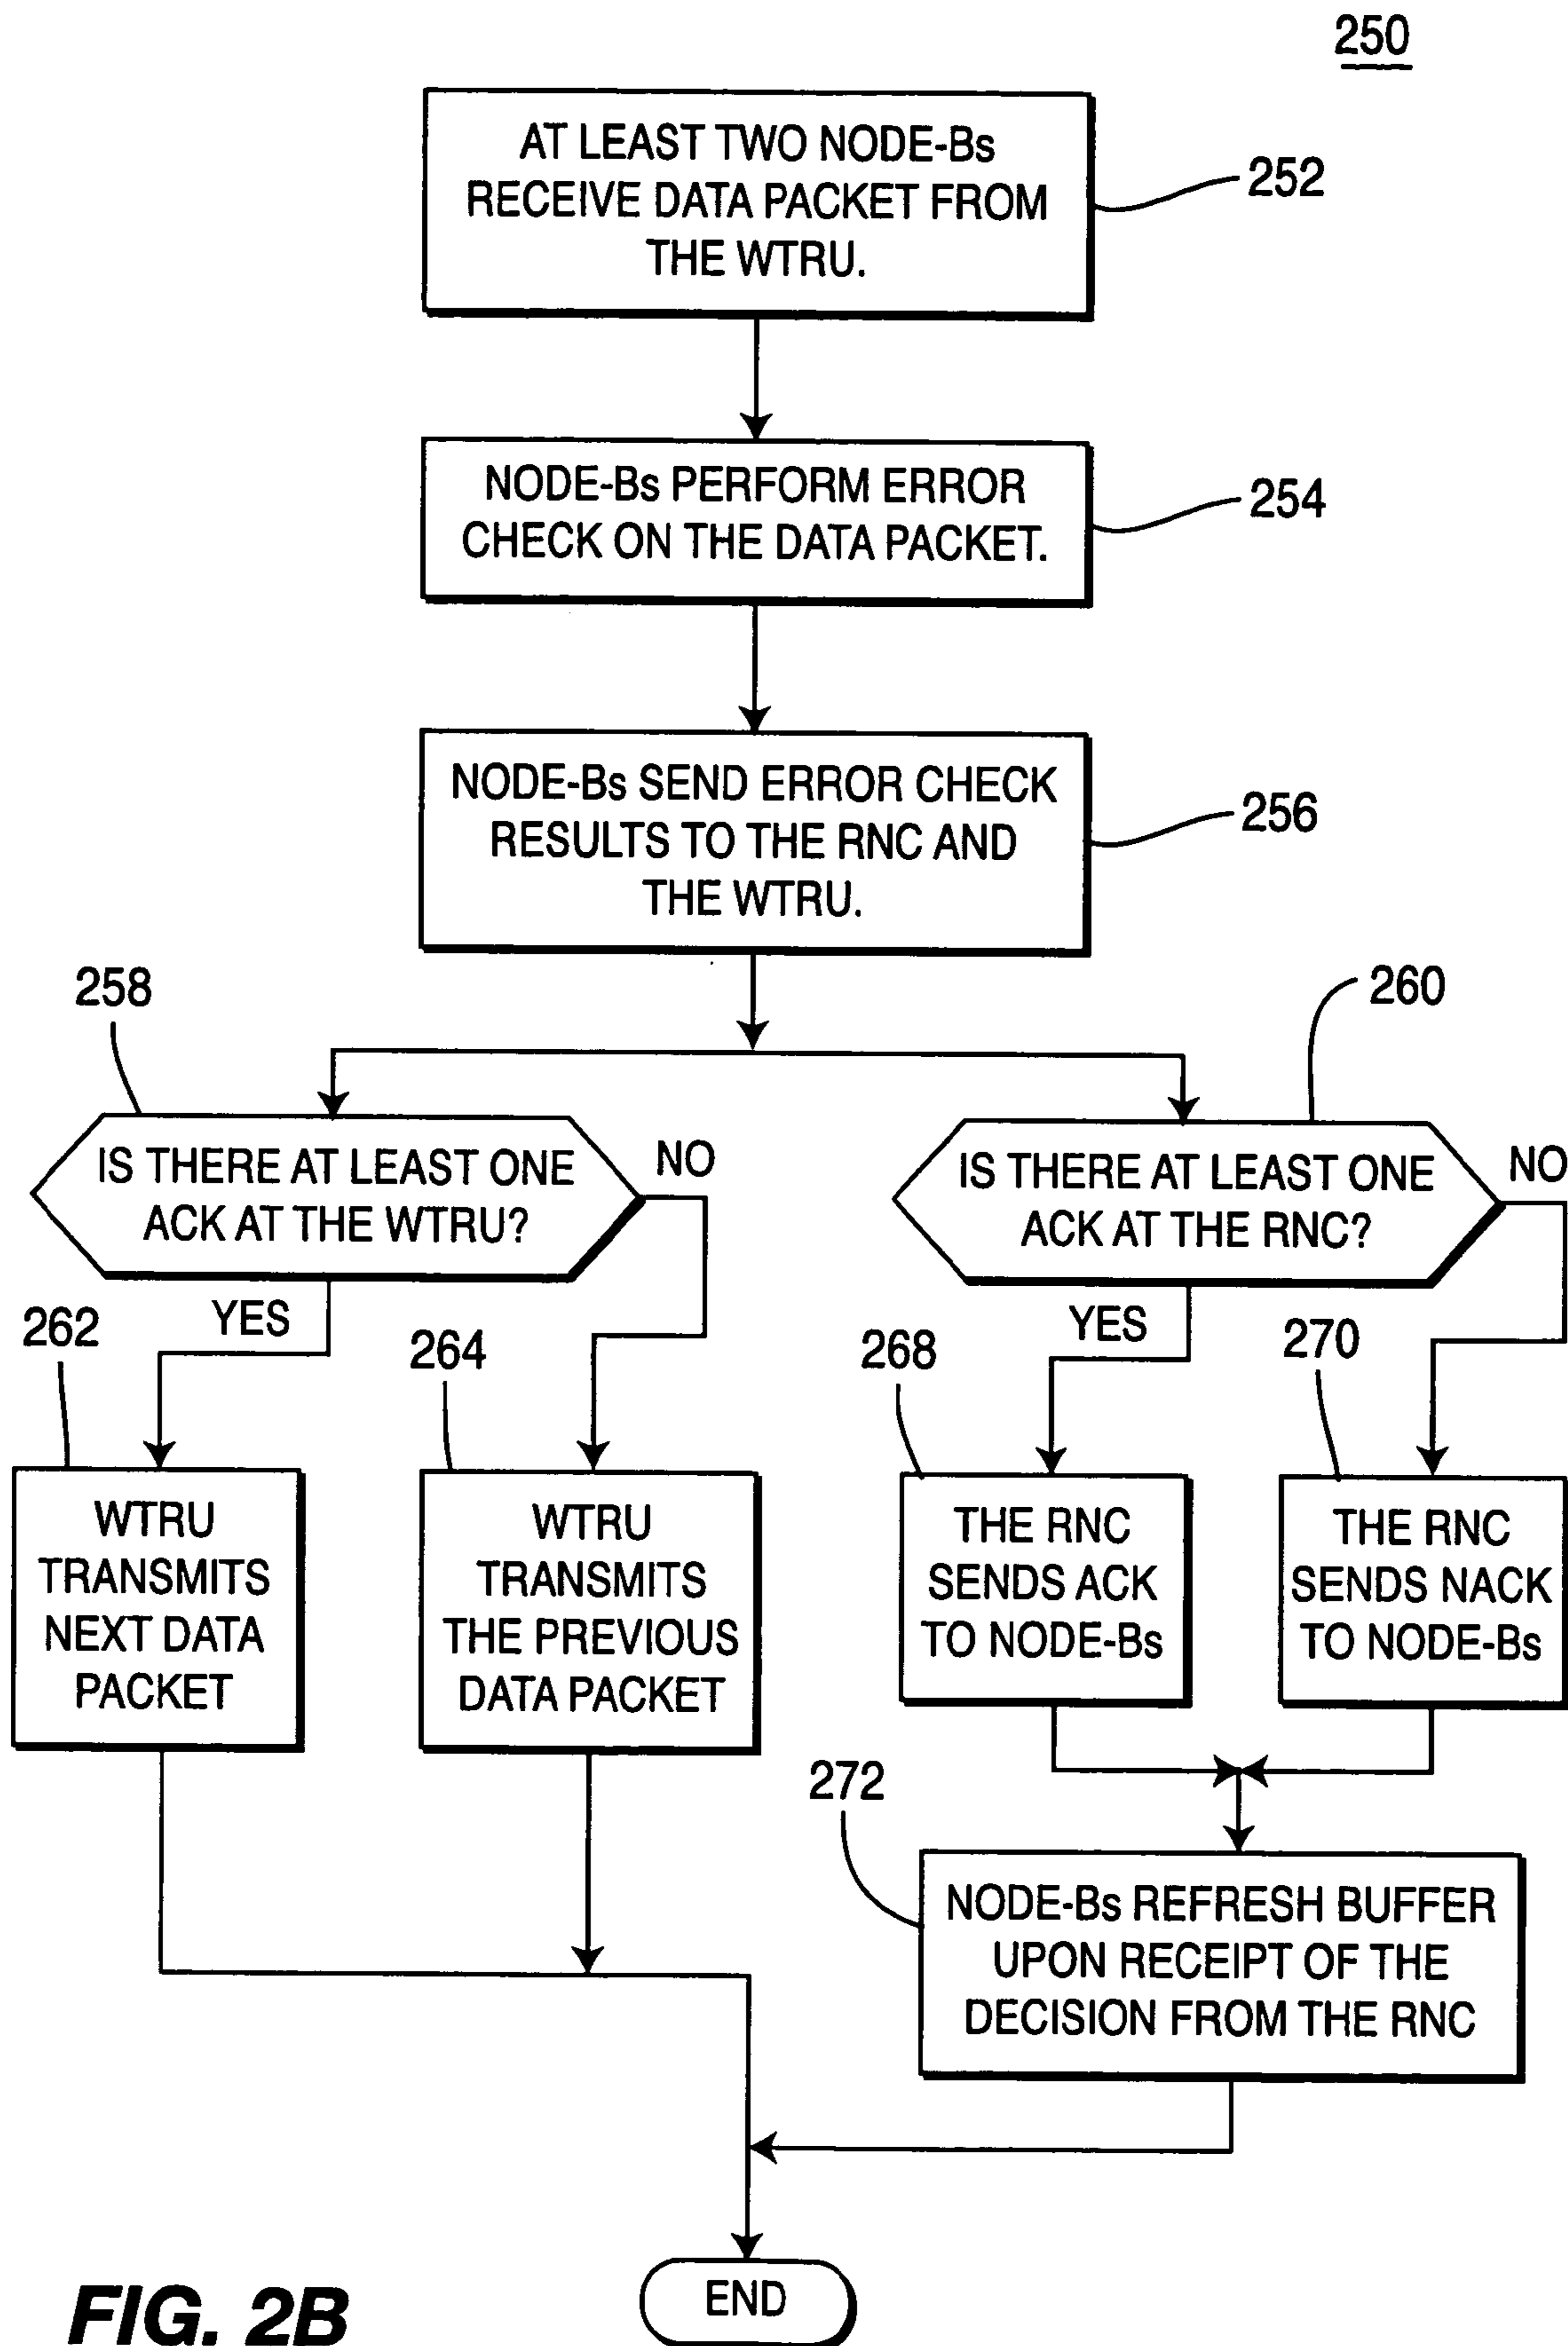 250
AT LEAST TWO NODE-Bs
RECEIVE DATA PACKET FROM
THE WTRU.
252
NODE-Bs PERFORM ERROR
CHECK ON THE DATA PACKET.
254
NODE-Bs SEND ERROR CHECK
RESULTS TO THE RNC AND
THE WTRU.
256
258
260
IS THERE AT LEAST ONE
ACK AT THE WTRU?
NO
IS THERE AT LEAST ONE
ACK AT THE RNC?
NO
YES
YES
262
264
268
270
WTRU
TRANSMITS
NEXT DATA
PACKET
WTRU
TRANSMITS
THE PREVIOUS
DATA PACKET
THE RNC
SENDS ACK
TO NODE-Bs
THE RNC
SENDS NACK
TO NODE-Bs
272
NODE-Bs REFRESH BUFFER
UPON RECEIPT OF THE
DECISION FROM THE RNC
END
FIG. 2B